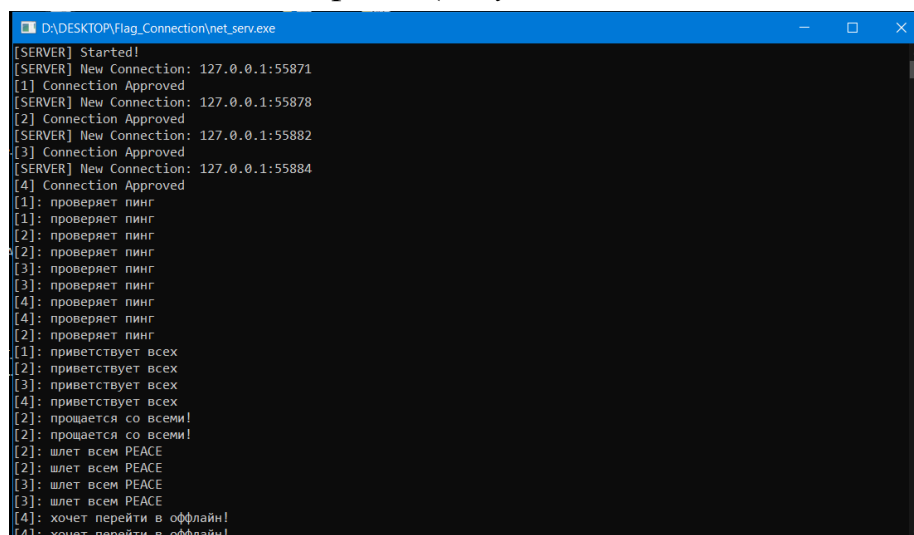 D:\DESKTOP\Flag_Connection\net_serv.exe
[SERVER] Started!
[SERVER] New Connection: 127.0.0.1:55871
[1] Connection Approved
[SERVER] New Connection: 127.0.0.1:55878
[2] Connection Approved
[SERVER] New Connection: 127.0.0.1:55882
[3] Connection Approved
[SERVER] New Connection: 127.0.0.1:55884
[4] Connection Approved
[1]: проверяет пинг
[1]: проверяет пинг
[2]: проверяет пинг
[2]: проверяет пинг
[3]: проверяет пинг
[3]: проверяет пинг
[4]: проверяет пинг
[4]: проверяет пинг
[2]: проверяет пинг
[1]: приветствует всех
[2]: приветствует всех
[3]: приветствует всех
[4]: приветствует всех
[2]: прощается со всеми!
[2]: прощается со всеми!
[2]: шлет всем PEACE
[2]: шлет всем PEACE
[3]: шлет всем PEACE
[3]: шлет всем PEACE
[4]: хочет перейти в оффлайн!
[4]: хочет перейти в оффлайн!